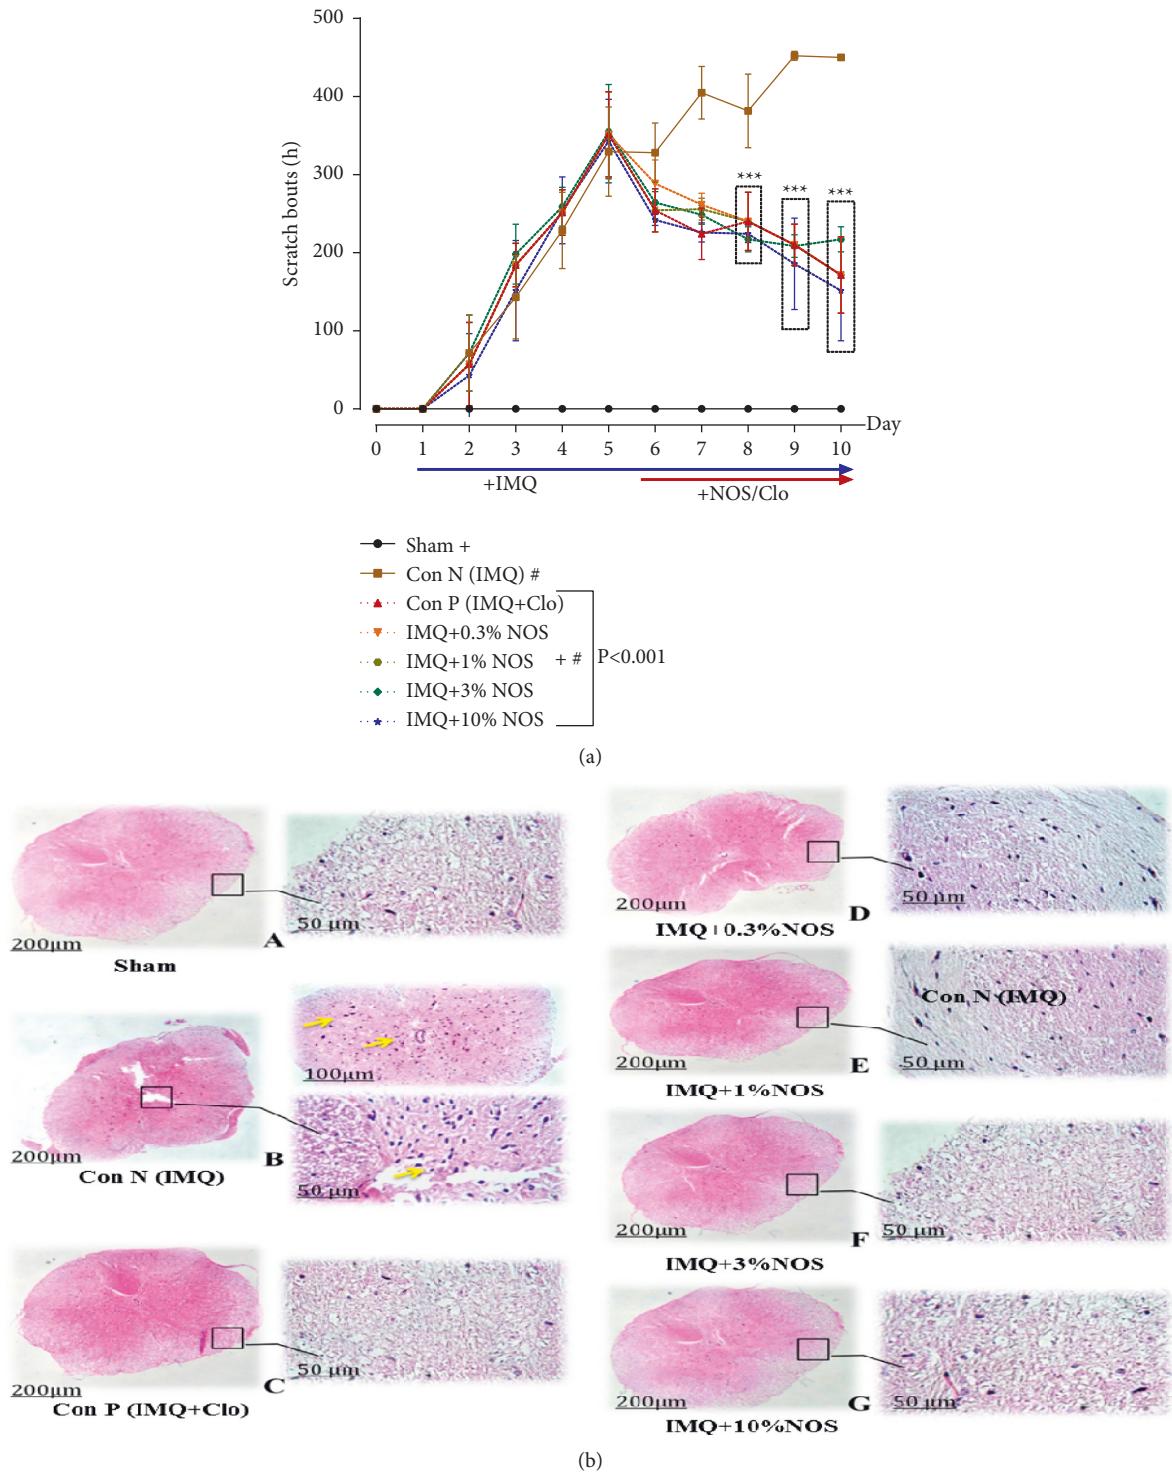 500
400
300
200
100
0
Scratch bouts (h)
*** *** ***
0 1 2 3 4 5 6 7 8 9 10
Day
+IMQ
+NOS/Clo
Sham +
Con N (IMQ) #
Con P (IMQ+Clo)
IMQ+0.3% NOS
IMQ+1% NOS
IMQ+3% NOS
IMQ+10% NOS
+ #
P<0.001
(a)
200µm
A
50 µm
Sham
100µm
200µm
B
50 µm
Con N (IMQ)
200µm
C
50 µm
Con P (IMQ+Clo)
200µm
D
50 µm
IMQ+0.3%NOS
Con N (IMQ)
200µm
E
50 µm
IMQ+1%NOS
200µm
F
50 µm
IMQ+3%NOS
200µm
G
50 µm
IMQ+10%NOS
(b)